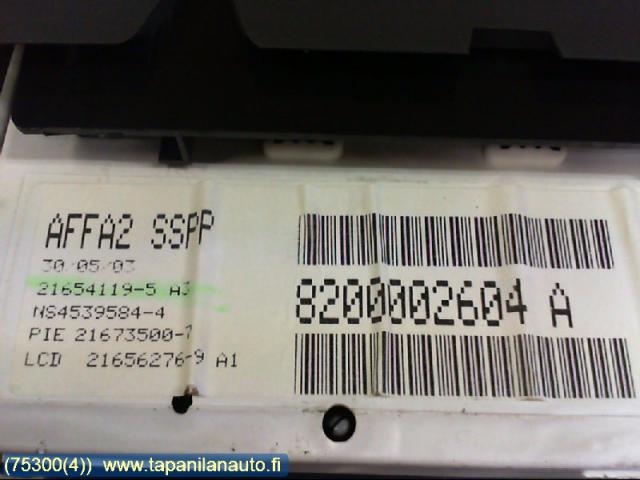 AFFA2 SSPP
30/05/03
21654119-5 A3
NS4539584-4
PIE 21673500-7
LCD 21656276-9 A1
8200002604 A
(75300(4)) www.tapanilanauto.fi